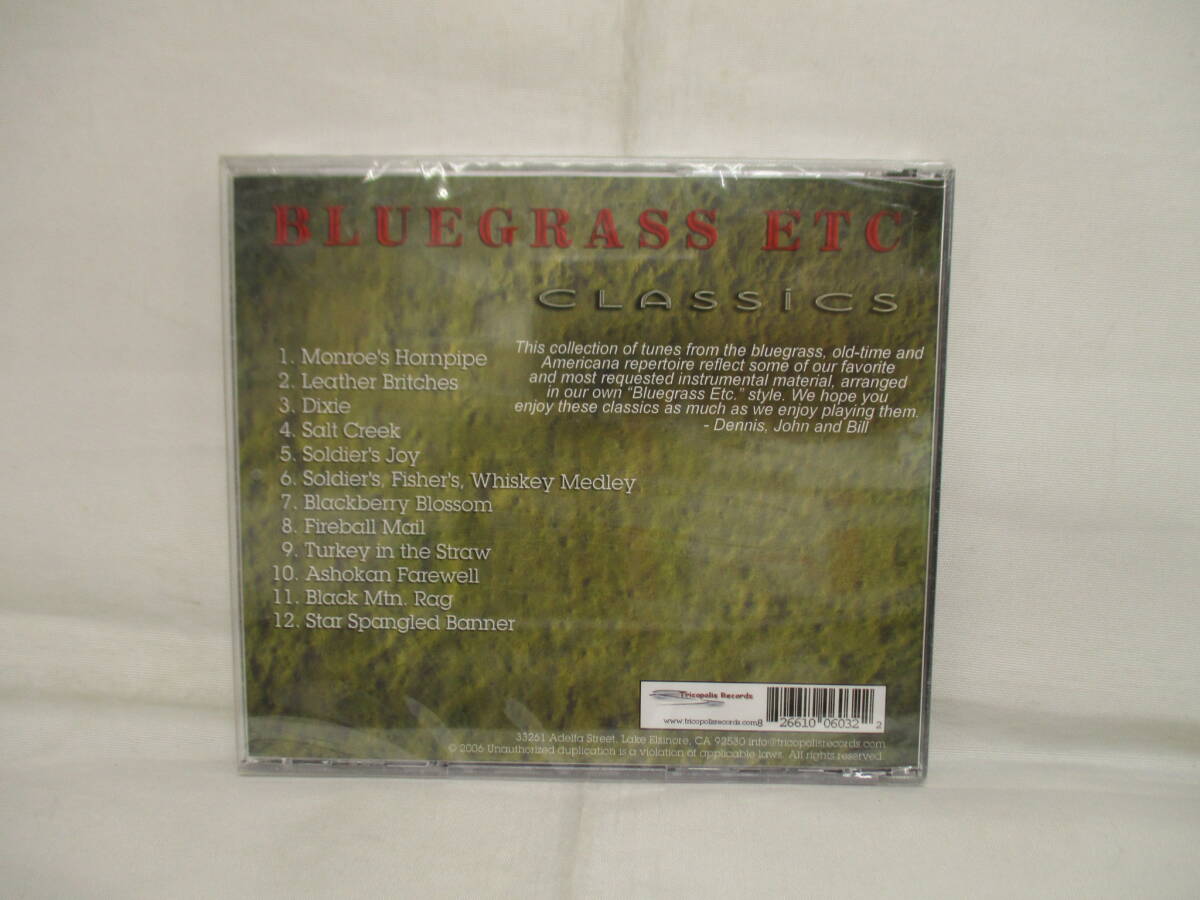 BLUEGRASS ETC
CLASSiCS
This collection of tunes from the bluegrass, old-time and
Americana repertoire reflect some of our favorite
and most requested instrumental material, arranged
in our own "Bluegrass Etc." style. We hope you
enjoy these classics as much as we enjoy playing them.
- Dennis, John and Bill
1. Monroe's Hornpipe
2. Leather Britches
3. Dixie
4. Salt Creek
5. Soldier's Joy
6. Soldier's, Fisher's, Whiskey Medley
7. Blackberry Blossom
8. Fireball Mail
9. Turkey in the Straw
10. Ashokan Farewell
11. Black Mtn. Rag
12. Star Spangled Banner
Tricopolis Records
www.tricopolisrecords.com
8 26610 06032 2
33261 Adelfa Street, Lake Elsinore, CA 92530 info@tricopolisrecords.com
© 2006 Unauthorized duplication is a violation of applicable laws. All rights reserved.